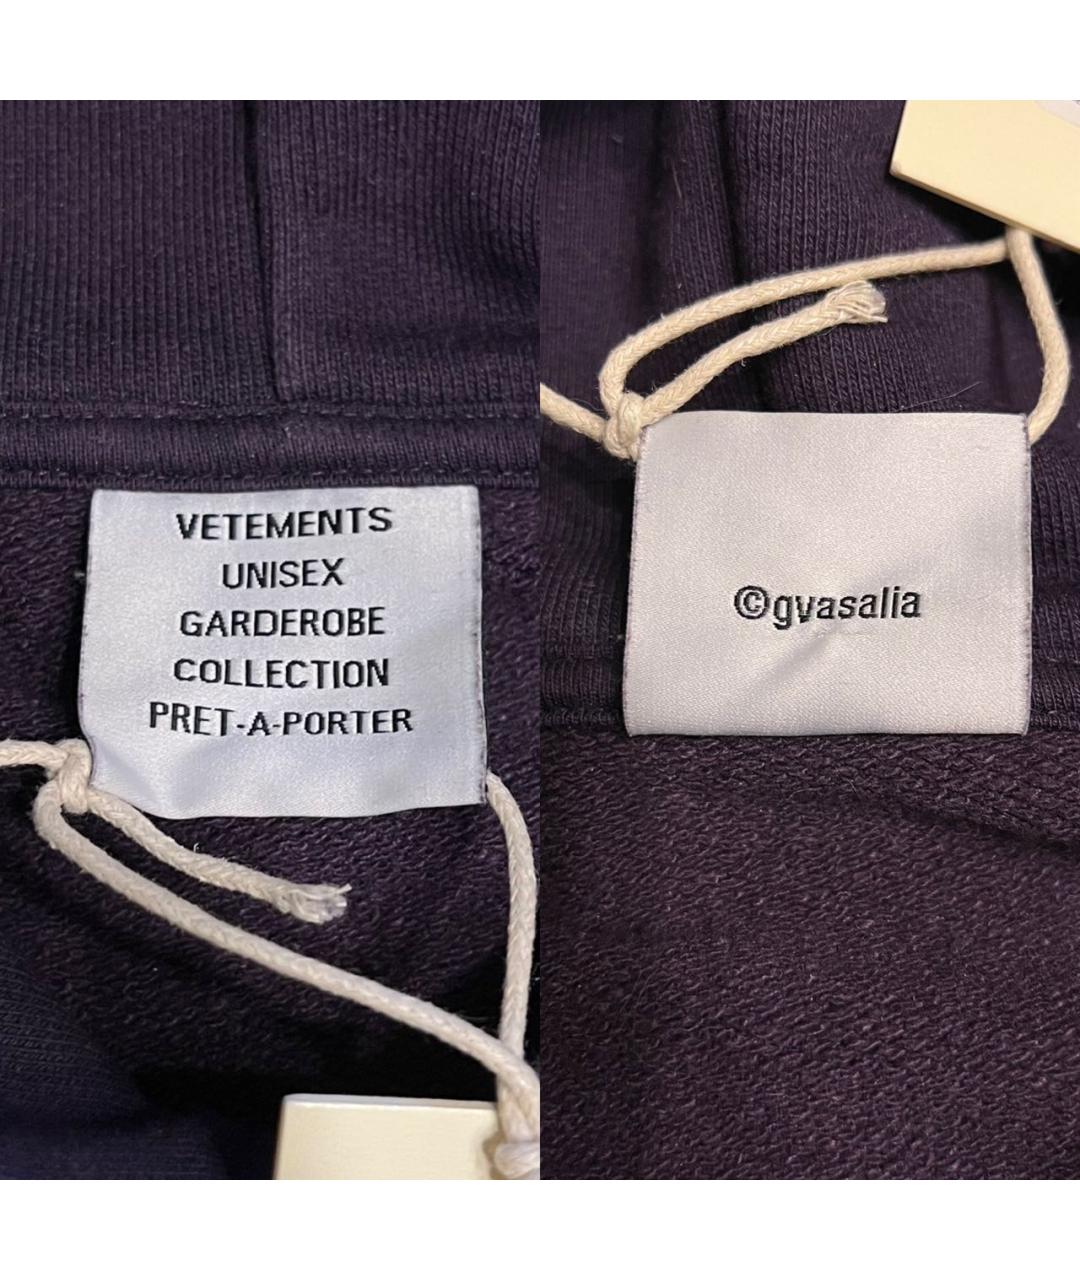 VETEMENTS
UNISEX
GARDEROBE
COLLECTION
PRET-A-PORTER
©gvasalia